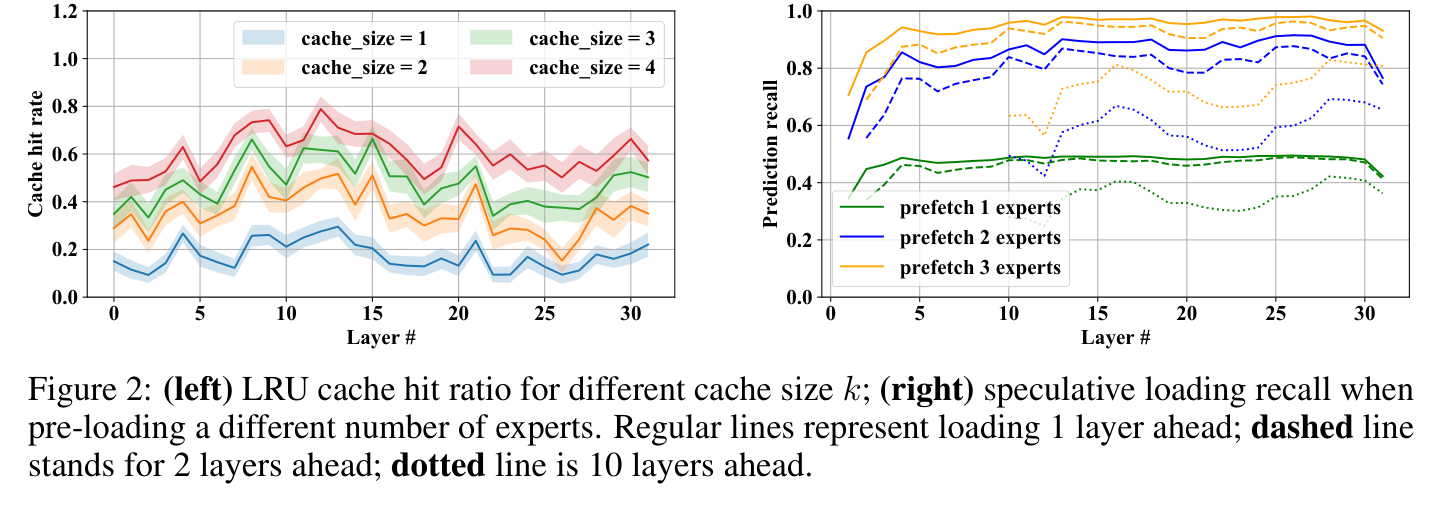 1.2
1.0
0.8
0.6
0.4
0.2
0.0
Cache hit rate
cache_size = 1
cache_size = 2
cache_size = 3
cache_size = 4
0 5 10 15 20 25 30
Layer #
1.0
0.8
0.6
0.4
0.2
0.0
Prediction recall
prefetch 1 experts
prefetch 2 experts
prefetch 3 experts
0 5 10 15 20 25 30
Layer #
Figure 2: (left) LRU cache hit ratio for different cache size k; (right) speculative loading recall when
pre-loading a different number of experts. Regular lines represent loading 1 layer ahead; dashed line
stands for 2 layers ahead; dotted line is 10 layers ahead.